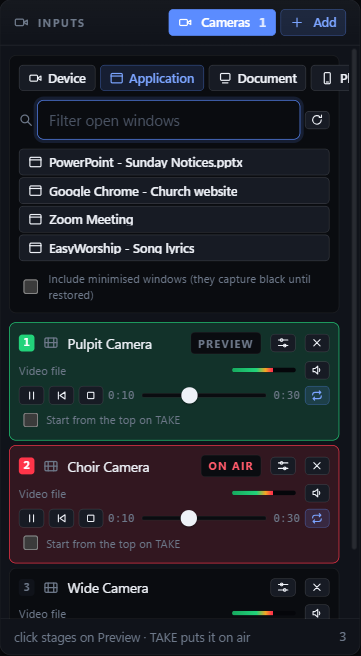 INPUTS
Cameras 1
+ Add
Device
Application
Document
Filter open windows
PowerPoint - Sunday Notices.pptx
Google Chrome - Church website
Zoom Meeting
EasyWorship - Song lyrics
Include minimised windows (they capture black until
restored)
1 Pulpit Camera PREVIEW
Video file
0:10 0:30
Start from the top on TAKE
2 Choir Camera ON AIR
Video file
0:10 0:30
Start from the top on TAKE
3 Wide Camera
Video file
click stages on Preview · TAKE puts it on air 3